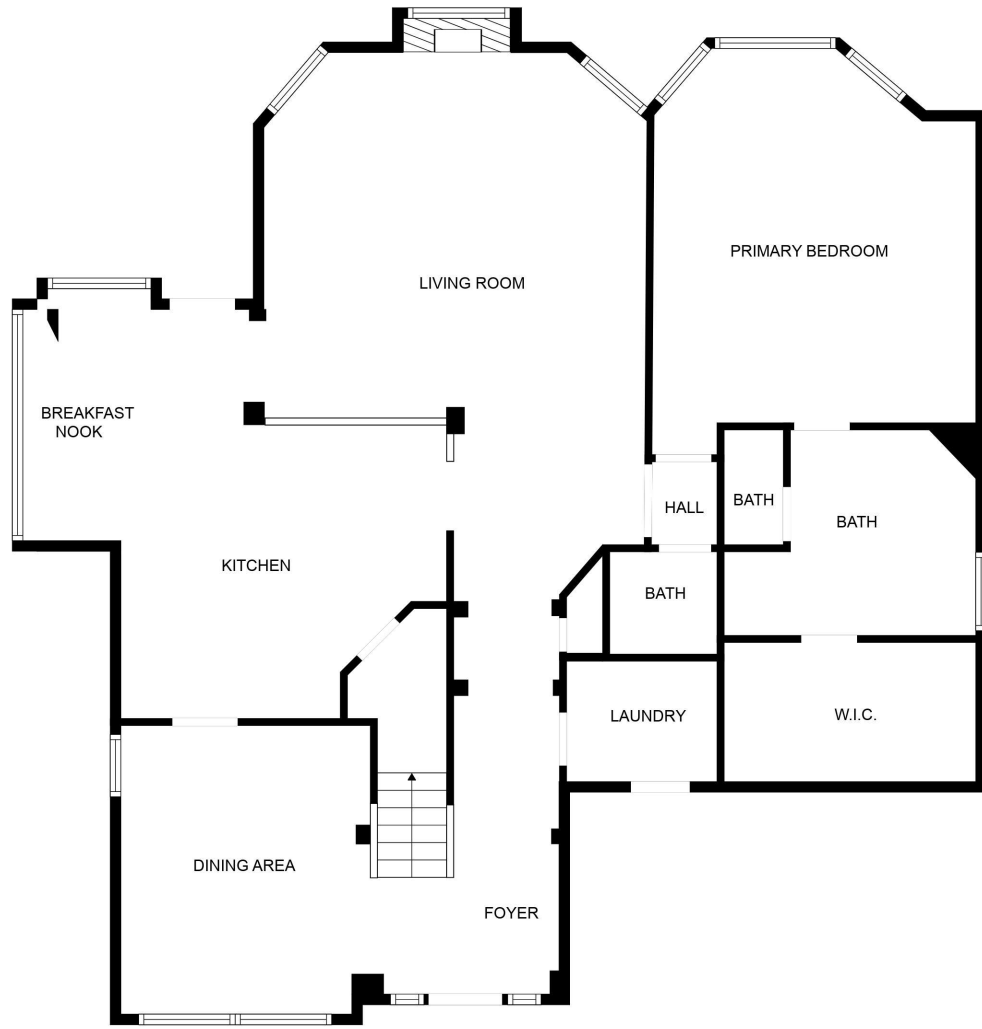 PRIMARY BEDROOM
LIVING ROOM
BREAKFAST
NOOK
BATH
HALL
BATH
KITCHEN
BATH
LAUNDRY
W.I.C.
DINING AREA
FOYER